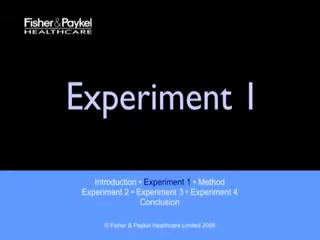 Fisher & Paykel
HEALTHCARE
Experiment 1
Introduction • Experiment 1 • Method
Experiment 2 • Experiment 3 • Experiment 4
Conclusion
© Fisher & Paykel Healthcare Limited 2009